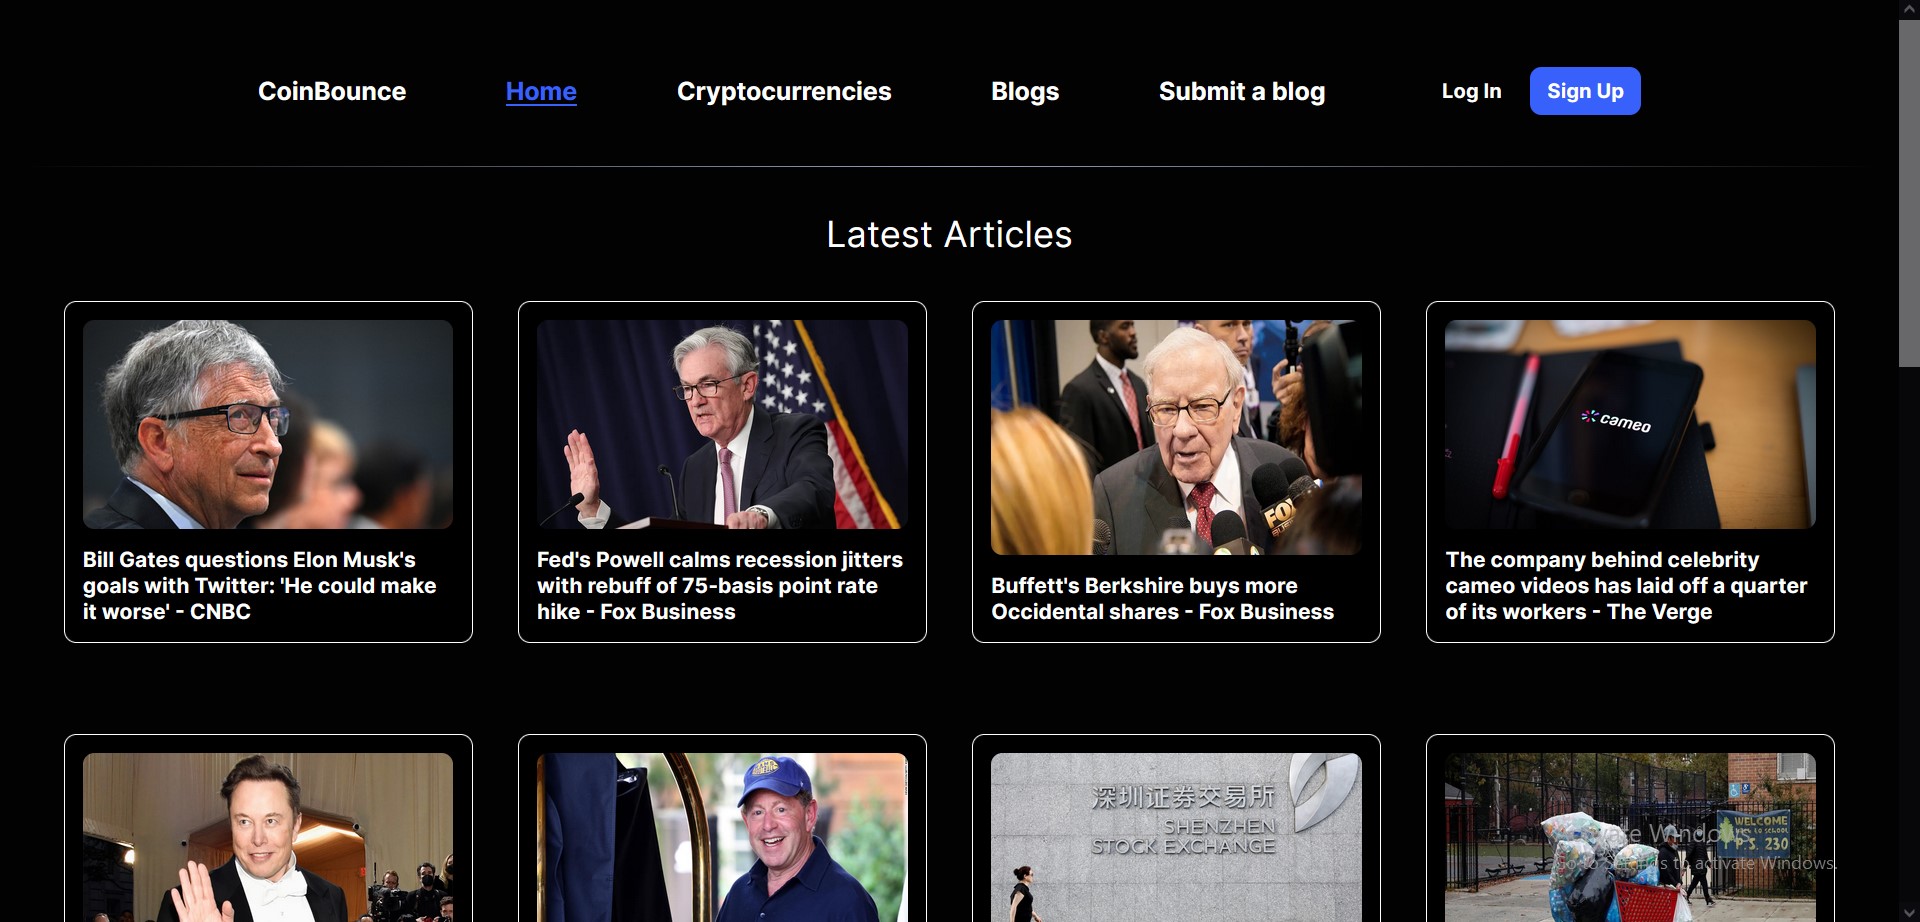 CoinBounce
Home
Cryptocurrencies
Blogs
Submit a blog
Log In
Sign Up
Latest Articles
cameo
FOX
Bill Gates questions Elon Musk's
goals with Twitter: 'He could make
it worse' - CNBC
Fed's Powell calms recession jitters
with rebuff of 75-basis point rate
hike - Fox Business
Buffett's Berkshire buys more
Occidental shares - Fox Business
The company behind celebrity
cameo videos has laid off a quarter
of its workers - The Verge
深圳证券交易所
SHENZHEN
STOCK EXCHANGE
WELCOME
back to school
P.S. 230
Windows
Go to Settings to activate Windows.